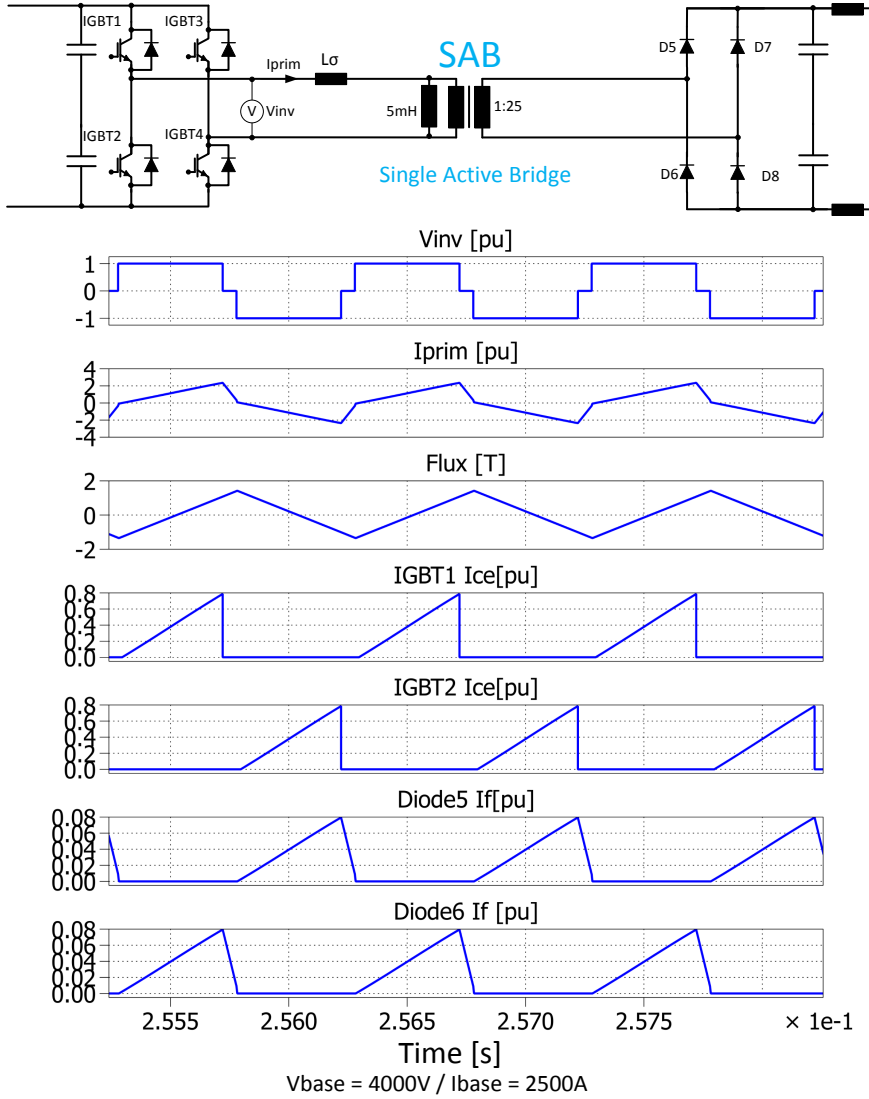 IGBT1 IGBT3
Iprim Lσ SAB D5 D7
V Vinv 5mH 1:25
IGBT2 IGBT4
Single Active Bridge D6 D8
Vinv [pu]
1
0
-1
Iprim [pu]
4
2
0
-2
-4
Flux [T]
2
0
-2
IGBT1 Ice[pu]
0.8
0.6
0.4
0.2
0.0
IGBT2 Ice[pu]
0.8
0.6
0.4
0.2
0.0
Diode5 If[pu]
0.08
0.06
0.04
0.02
0.00
Diode6 If [pu]
0.08
0.06
0.04
0.02
0.00
2.555 2.560 2.565 2.570 2.575 × 1e-1
Time [s]
Vbase = 4000V / Ibase = 2500A